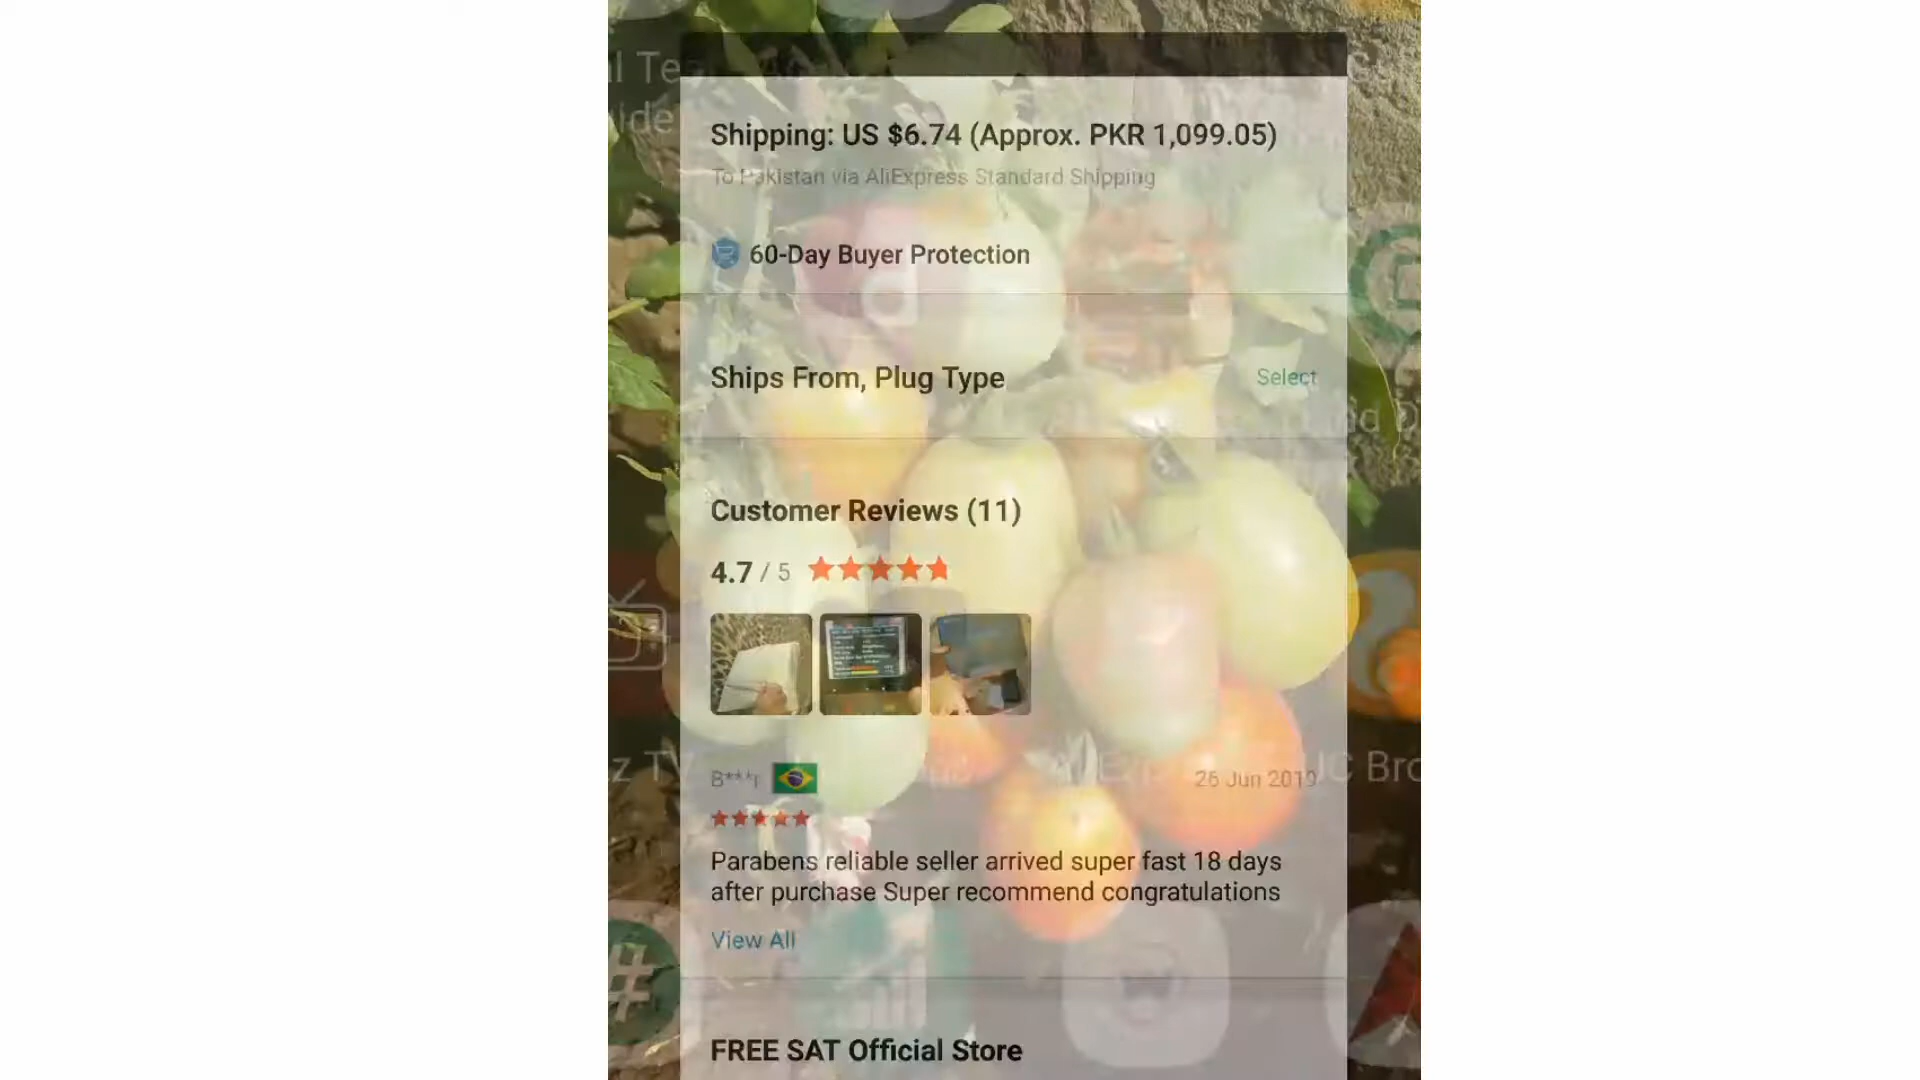 Shipping: US $6.74 (Approx. PKR 1,099.05)
To Pakistan via AliExpress Standard Shipping
60-Day Buyer Protection
Ships From, Plug Type
Select
Customer Reviews (11)
4.7 / 5
B***r
26 Jun 2019
Parabens reliable seller arrived super fast 18 days
after purchase Super recommend congratulations
View All
FREE SAT Official Store